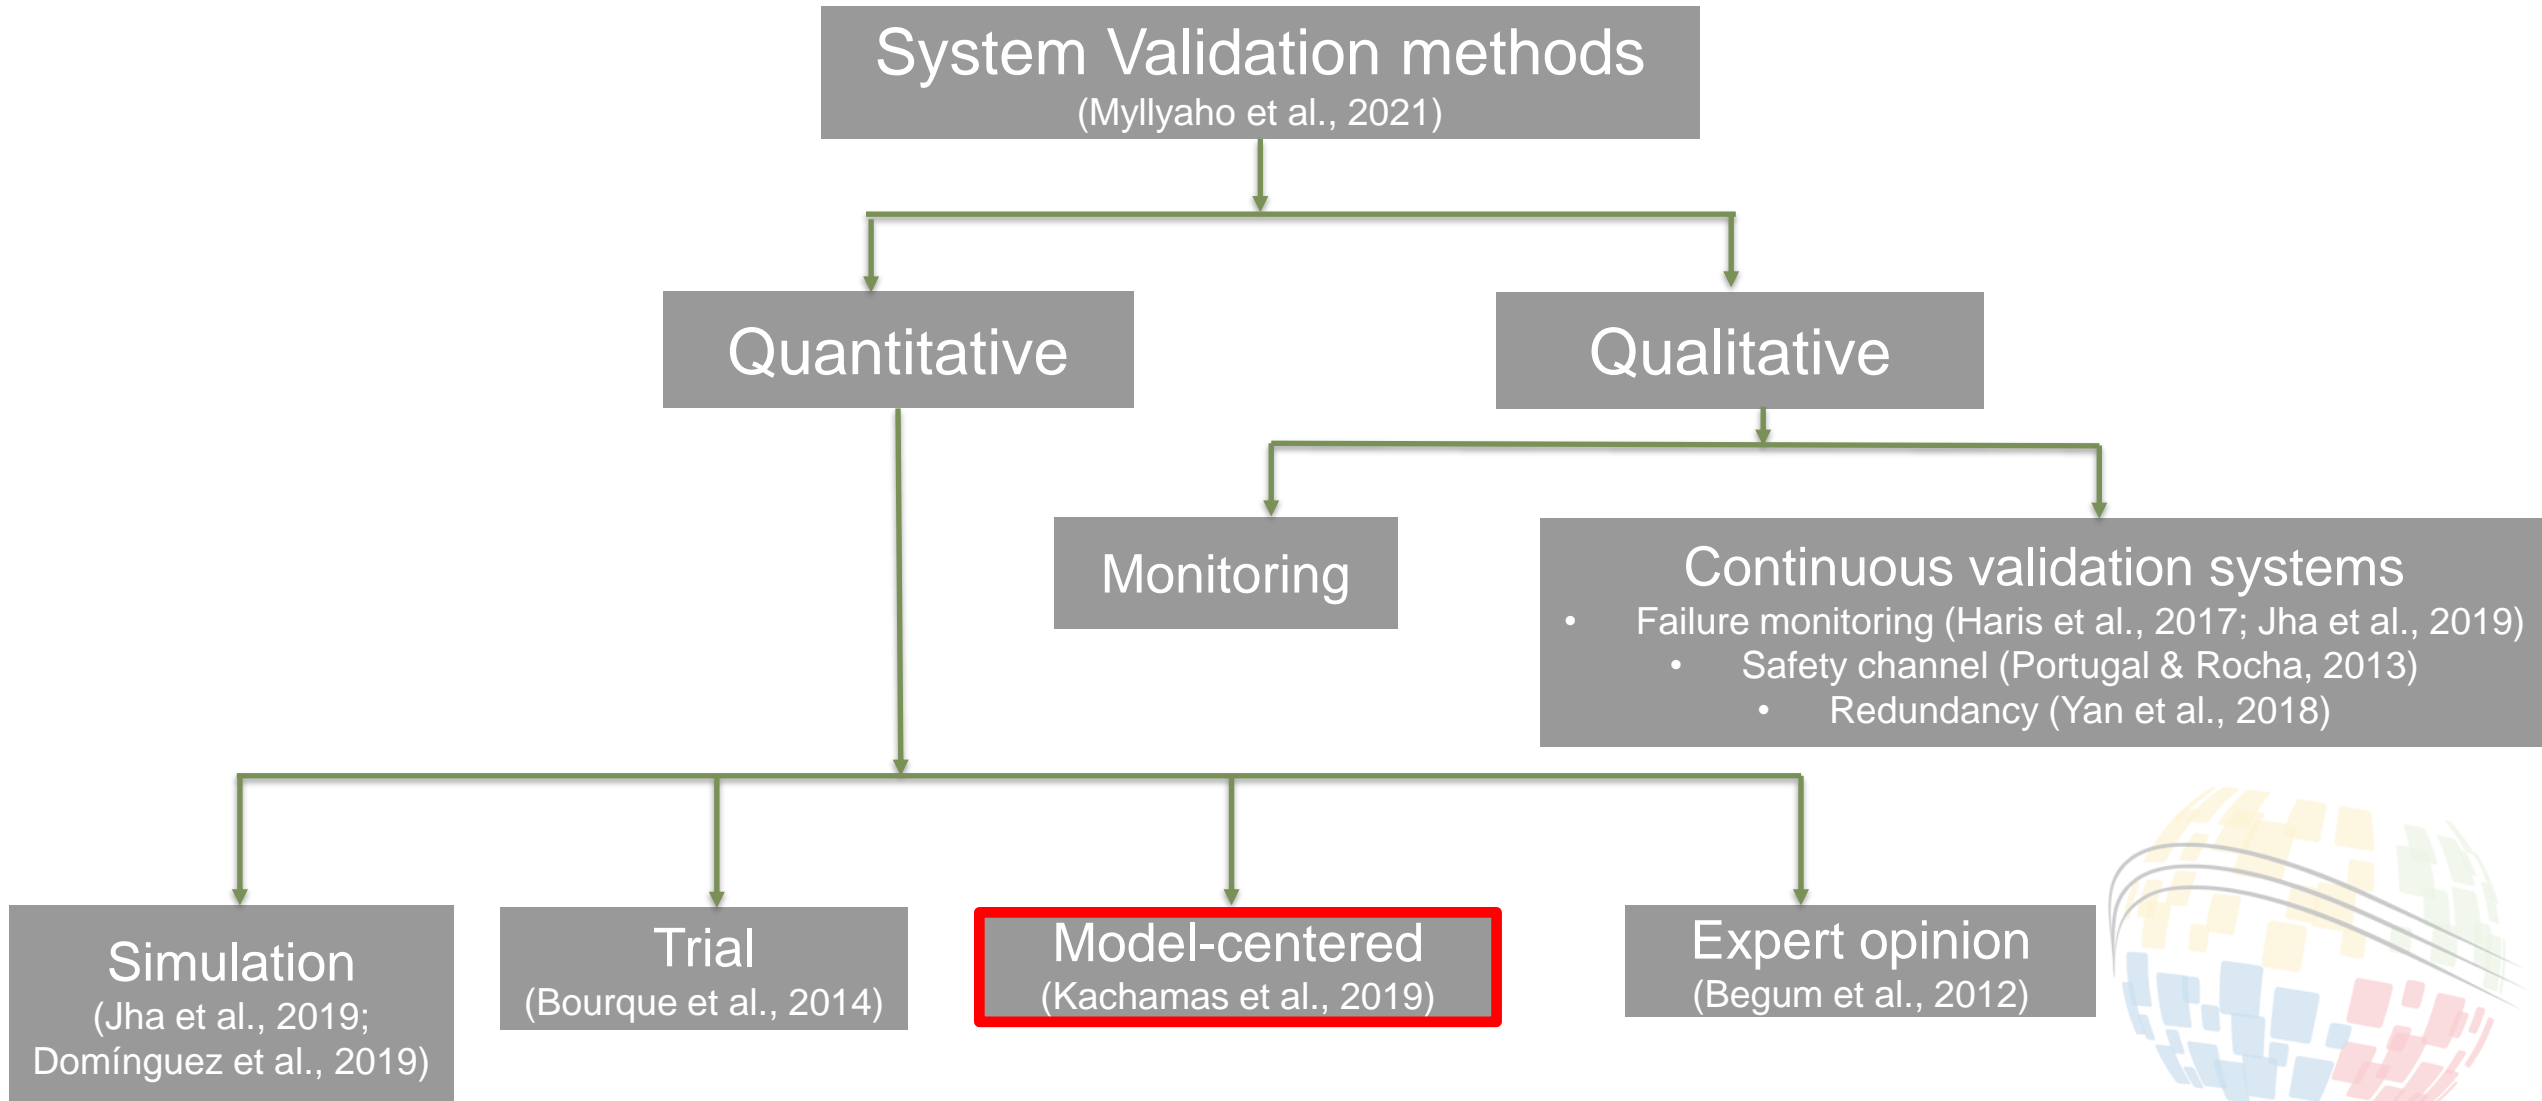 System Validation methods
(Myllyaho et al., 2021)
Quantitative
Qualitative
Monitoring
Continuous validation systems
• Failure monitoring (Haris et al., 2017; Jha et al., 2019)
• Safety channel (Portugal & Rocha, 2013)
• Redundancy (Yan et al., 2018)
Simulation
(Jha et al., 2019;
Domínguez et al., 2019)
Trial
(Bourque et al., 2014)
Model-centered
(Kachamas et al., 2019)
Expert opinion
(Begum et al., 2012)